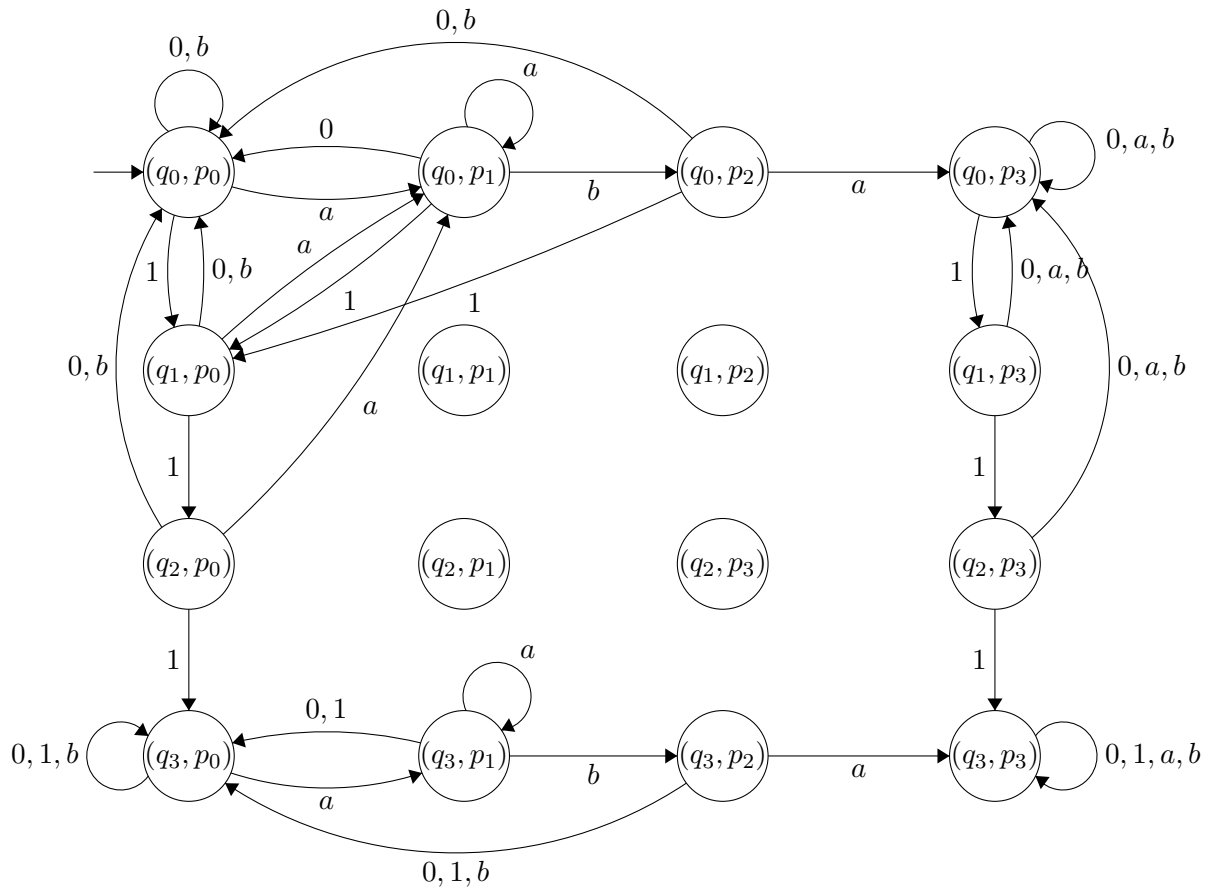 0, b
0, b
a
(q0, p0)
0
a
(q0, p1)
b
(q0, p2)
a
(q0, p3)
0, a, b
1
0, b
a
1
1
1
0, a, b
0, b
(q1, p0)
(q1, p1)
(q1, p2)
(q1, p3)
0, a, b
a
1
1
(q2, p0)
(q2, p1)
(q2, p3)
(q2, p3)
1
1
a
0, 1, b
(q3, p0)
0, 1
a
(q3, p1)
b
(q3, p2)
a
(q3, p3)
0, 1, a, b
0, 1, b